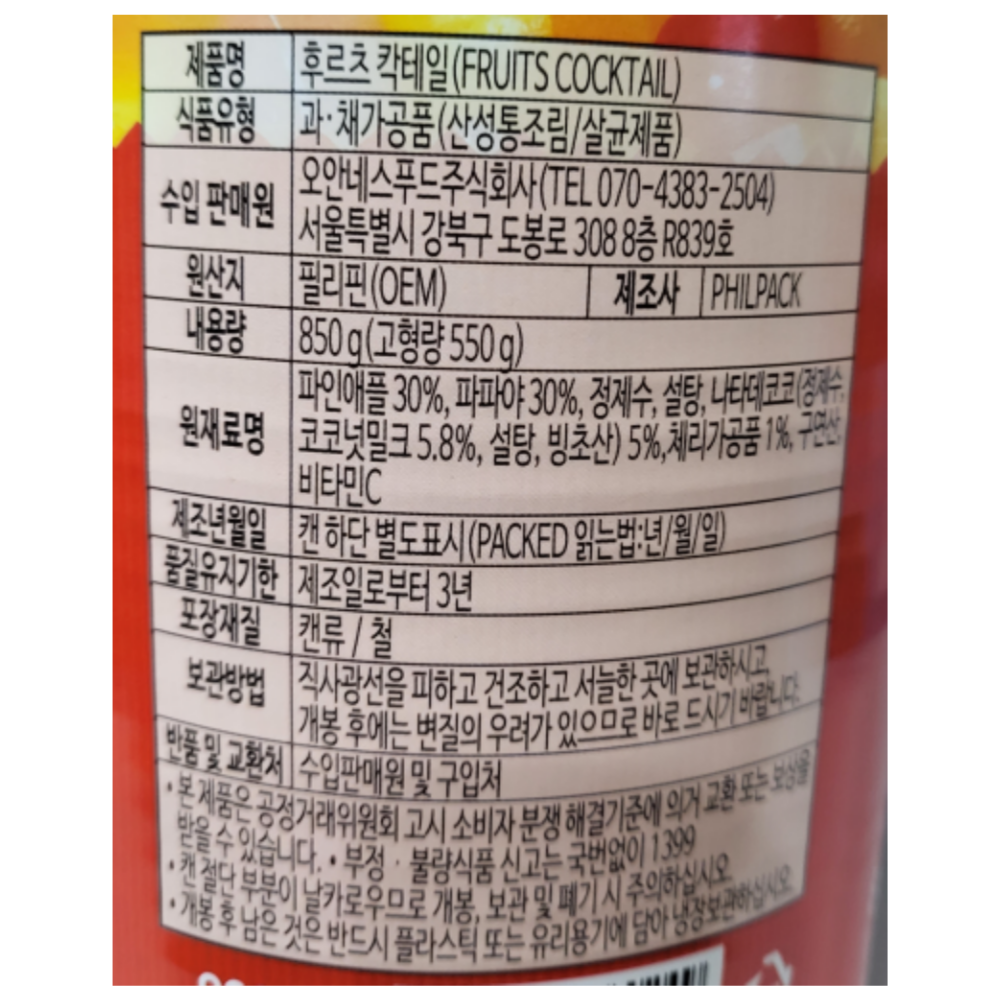 제품명 후르츠 칵테일(FRUITS COCKTAIL)
식품유형 과·채가공품(산성통조림/살균제품)
수입 판매원 오안네스푸드주식회사(TEL 070-4383-2504)
서울특별시 강북구 도봉로 308 8층 R839호
원산지 필리핀(OEM) 제조사 PHILPACK
내용량 850g(고형량 550g)
원재료명 파인애플 30%, 파파야 30%, 정제수, 설탕, 나타데코코(정제수,
코코넛밀크 5.8%, 설탕, 빙초산) 5%,체리가공품 1%, 구연산,
비타민C
제조년월일 캔 하단 별도표시(PACKED 읽는법:년/월/일)
품질유지기한 제조일로부터 3년
포장재질 캔류 / 철
보관방법 직사광선을 피하고 건조하고 서늘한 곳에 보관하시고,
개봉 후에는 변질의 우려가 있으므로 바로 드시기 바랍니다.
반품 및 교환처 수입판매원 및 구입처
• 본 제품은 공정거래위원회 고시 소비자 분쟁 해결기준에 의거 교환 또는 보상을
받을 수 있습니다. • 부정 · 불량식품 신고는 국번없이 1399
• 캔 절단 부분이 날카로우므로 개봉, 보관 및 폐기 시 주의하십시오.
• 개봉 후 남은 것은 반드시 플라스틱 또는 유리용기에 담아 냉장보관하십시오.